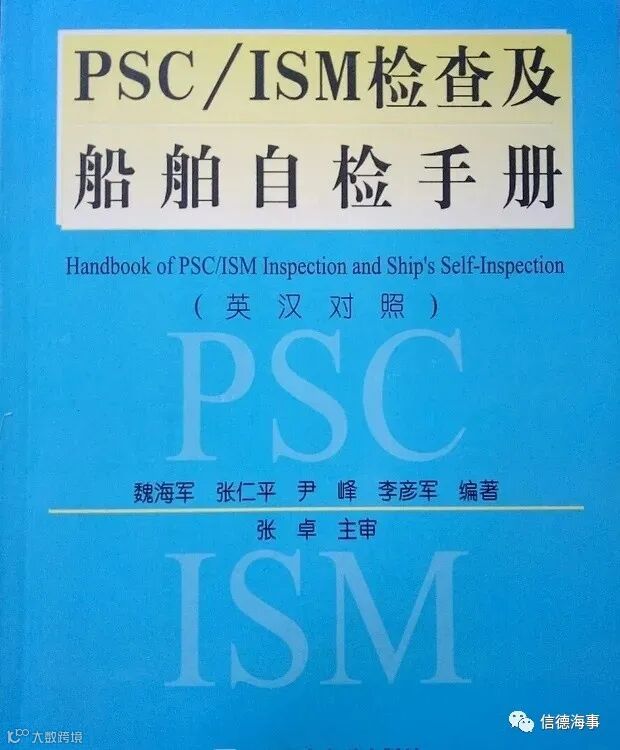 PSC/ISM检查及
船舶自检手册
Handbook of PSC/ISM Inspection and Ship's Self-Inspection
(英汉对照)
PSC
魏海军 张仁平 尹 峰 李彦军 编著
张 卓 主审
ISM
大数跨境
信德海事